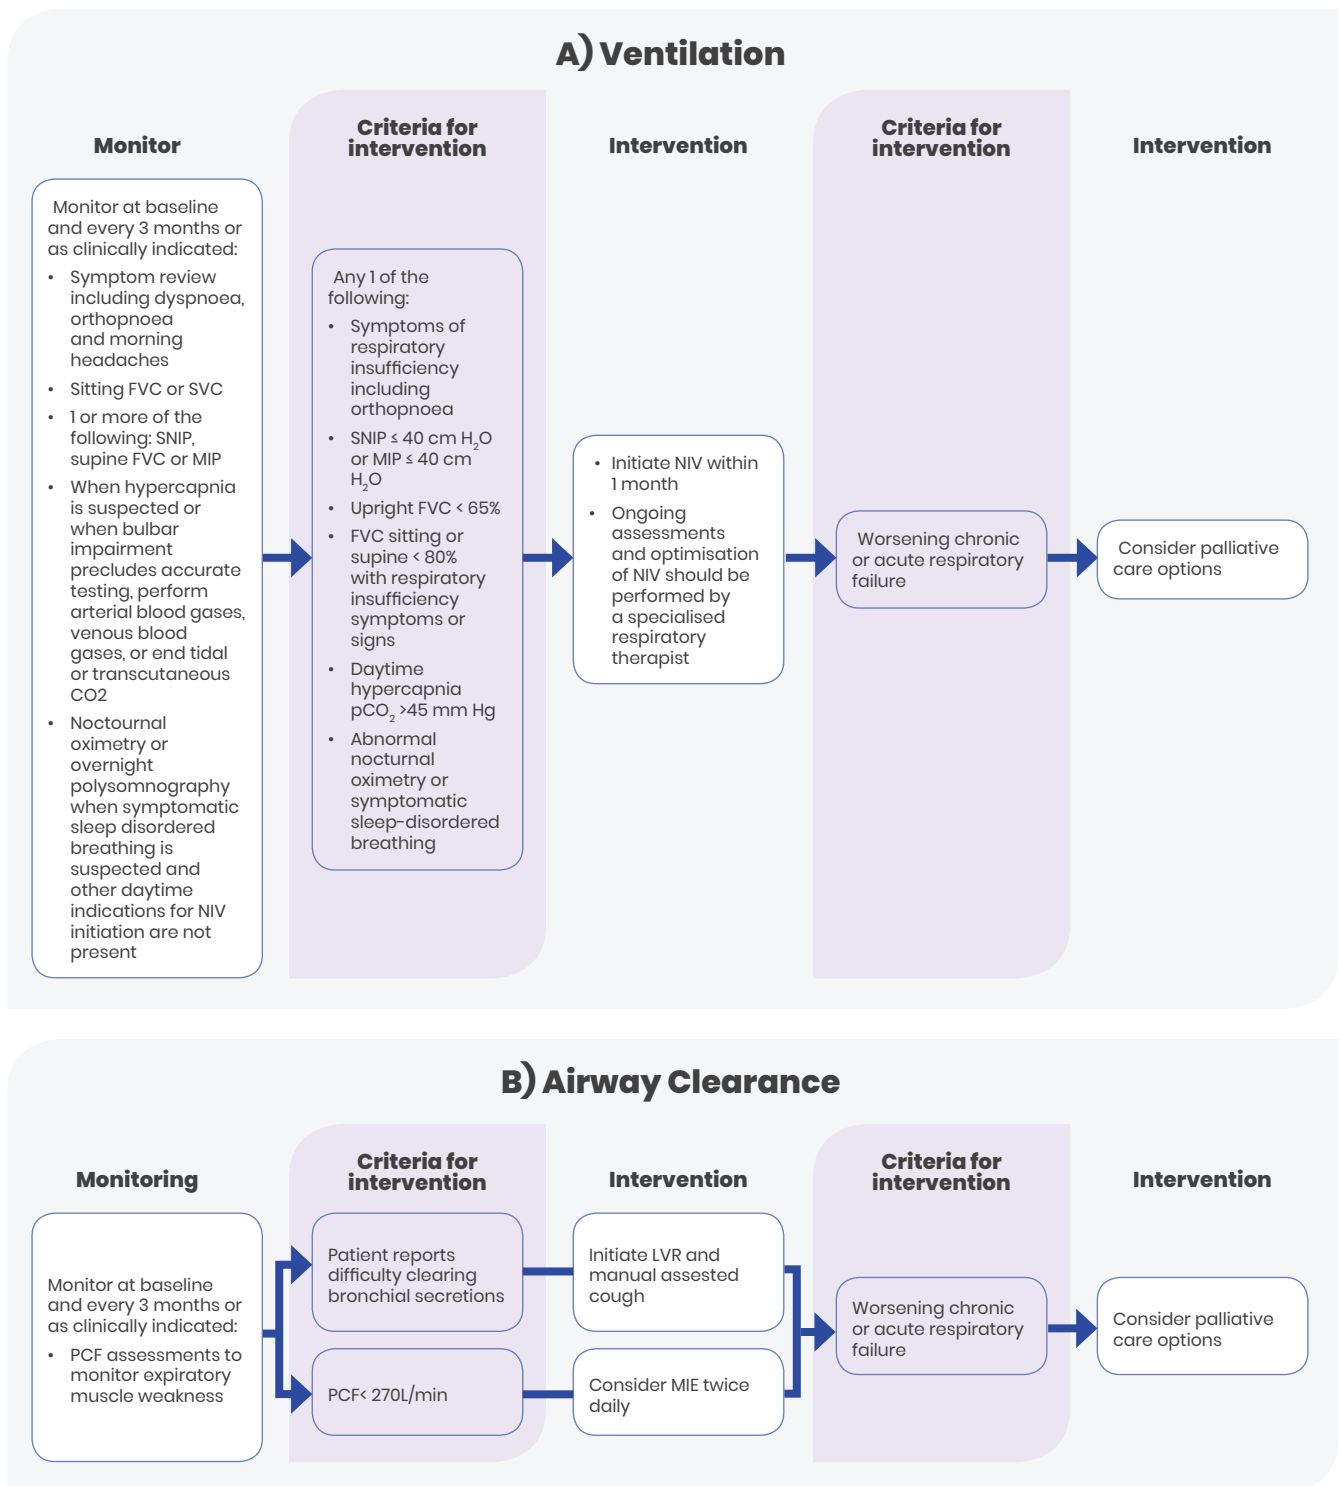 A) Ventilation
Monitor
Monitor at baseline
and every 3 months or
as clinically indicated:
• Symptom review
including dyspnoea,
orthopnoea
and morning
headaches
• Sitting FVC or SVC
• 1 or more of the
following: SNIP,
supine FVC or MIP
• When hypercapnia
is suspected or
when bulbar
impairment
precludes accurate
testing, perform
arterial blood gases,
venous blood
gases, or end tidal
or transcutaneous
CO2
• Noctournal
oximetry or
overnight
polysomnography
when symptomatic
sleep disordered
breathing is
suspected and
other daytime
indications for NIV
initiation are not
present
Criteria for
intervention
Any 1 of the
following:
• Symptoms of
respiratory
insufficiency
including
orthopnoea
• SNIP ≤ 40 cm H₂O
or MIP ≤ 40 cm
H₂O
• Upright FVC < 65%
• FVC sitting or
supine < 80%
with respiratory
insufficiency
symptoms or
signs
• Daytime
hypercapnia
pCO₂ >45 mm Hg
• Abnormal
nocturnal
oximetry or
symptomatic
sleep-disordered
breathing
Intervention
• Initiate NIV within
1 month
• Ongoing
assessments
and optimisation
of NIV should be
performed by
a specialised
respiratory
therapist
Criteria for
intervention
Worsening chronic
or acute respiratory
failure
Intervention
Consider palliative
care options
B) Airway Clearance
Monitoring
Monitor at baseline
and every 3 months or
as clinically indicated:
• PCF assessments to
monitor expiratory
muscle weakness
Criteria for
intervention
Patient reports
difficulty clearing
bronchial secretions
PCF< 270L/min
Intervention
Initiate LVR and
manual assested
cough
Consider MIE twice
daily
Criteria for
intervention
Worsening chronic
or acute respiratory
failure
Intervention
Consider palliative
care options